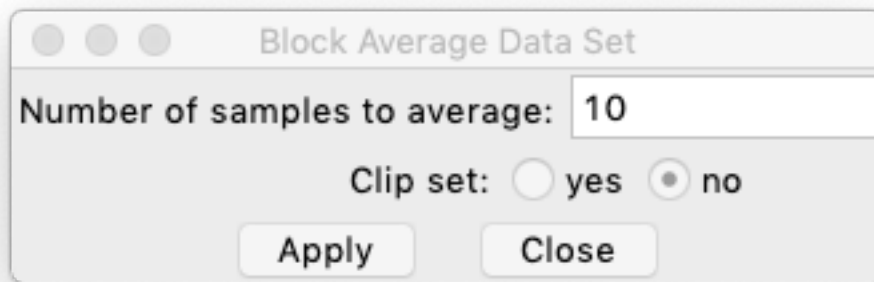 Block Average Data Set
Number of samples to average: 10
Clip set: yes no
Apply Close